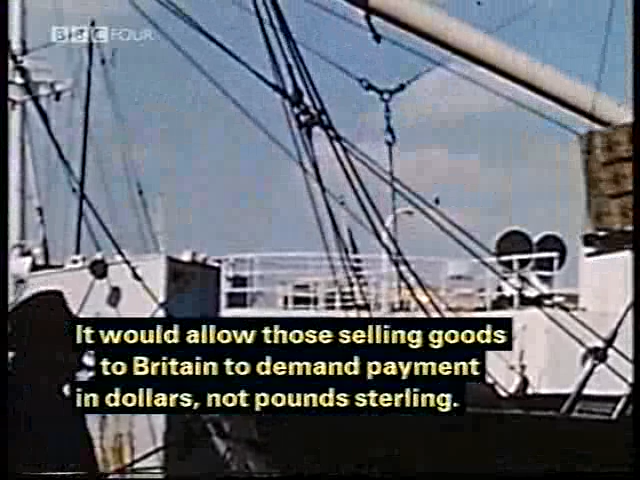 BBC FOUR
It would allow those selling goods
to Britain to demand payment
in dollars, not pounds sterling.